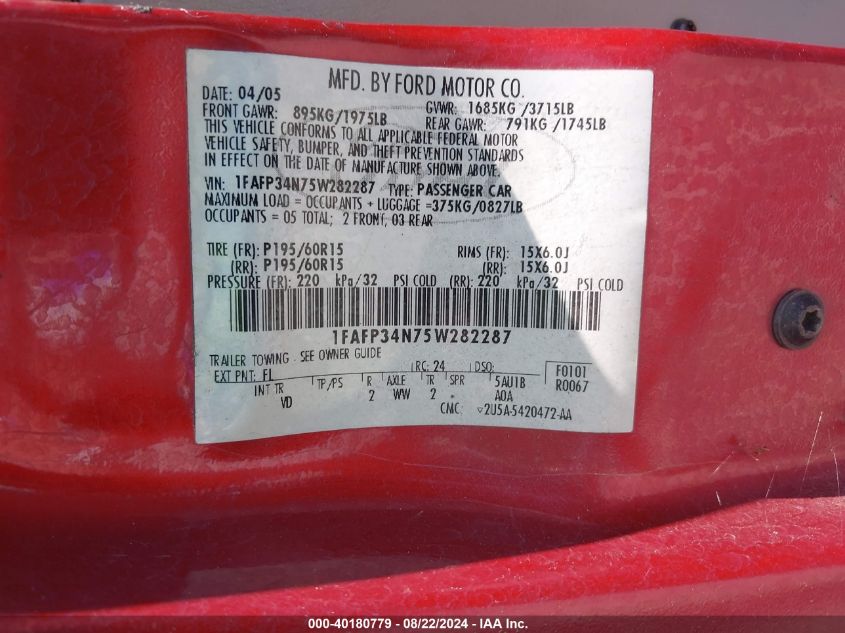 MFD. BY FORD MOTOR CO.
DATE: 04/05
GVWR: 1685KG /3715LB
FRONT GAWR: 895KG/1975LB
REAR GAWR: 791KG /1745LB
THIS VEHICLE CONFORMS TO ALL APPLICABLE FEDERAL MOTOR
VEHICLE SAFETY, BUMPER, AND THEFT PREVENTION STANDARDS
IN EFFECT ON THE DATE OF MANUFACTURE SHOWN ABOVE.
VIN: 1FAFP34N75W282287 TYPE: PASSENGER CAR
MAXIMUM LOAD = OCCUPANTS + LUGGAGE =375KG/0827LB
OCCUPANTS = 05 TOTAL; 2 FRONT, 03 REAR
TIRE (FR): P195/60R15 RIMS (FR): 15X6.0J
(RR): P195/60R15 (RR): 15X6.0J
PRESSURE (FR): 220 kPa/32 PSI COLD (RR): 220 kPa/32 PSI COLD
1FAFP34N75W282287
TRAILER TOWING - SEE OWNER GUIDE
EXT PNT: FL RC: 24 DSO: F0101
INT TR TP/PS R AXLE TR SPR 5AU1B R0067
VD 2 WW 2 * A0A
CMC: ▽2U5A-5420472-AA
000-40180779 - 08/22/2024 - IAA Inc.